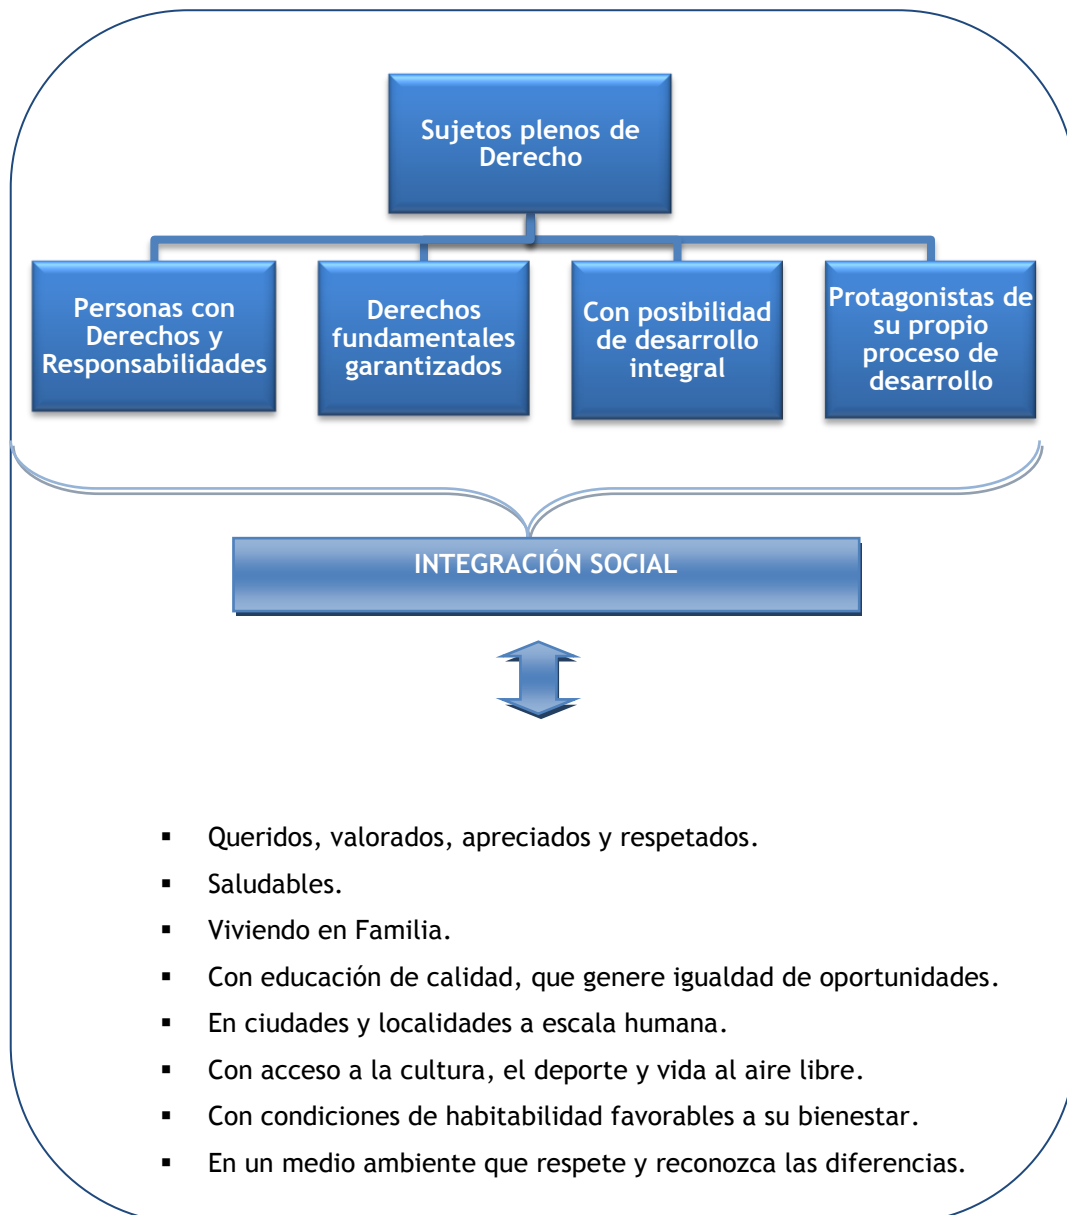 Sujetos plenos de
Derecho
Personas con
Derechos y
Responsabilidades
Derechos
fundamentales
garantizados
Con posibilidad
de desarrollo
integral
Protagonistas de
su propio
proceso de
desarrollo
INTEGRACIÓN SOCIAL
▪ Queridos, valorados, apreciados y respetados.
▪ Saludables.
▪ Viviendo en Familia.
▪ Con educación de calidad, que genere igualdad de oportunidades.
▪ En ciudades y localidades a escala humana.
▪ Con acceso a la cultura, el deporte y vida al aire libre.
▪ Con condiciones de habitabilidad favorables a su bienestar.
▪ En un medio ambiente que respete y reconozca las diferencias.